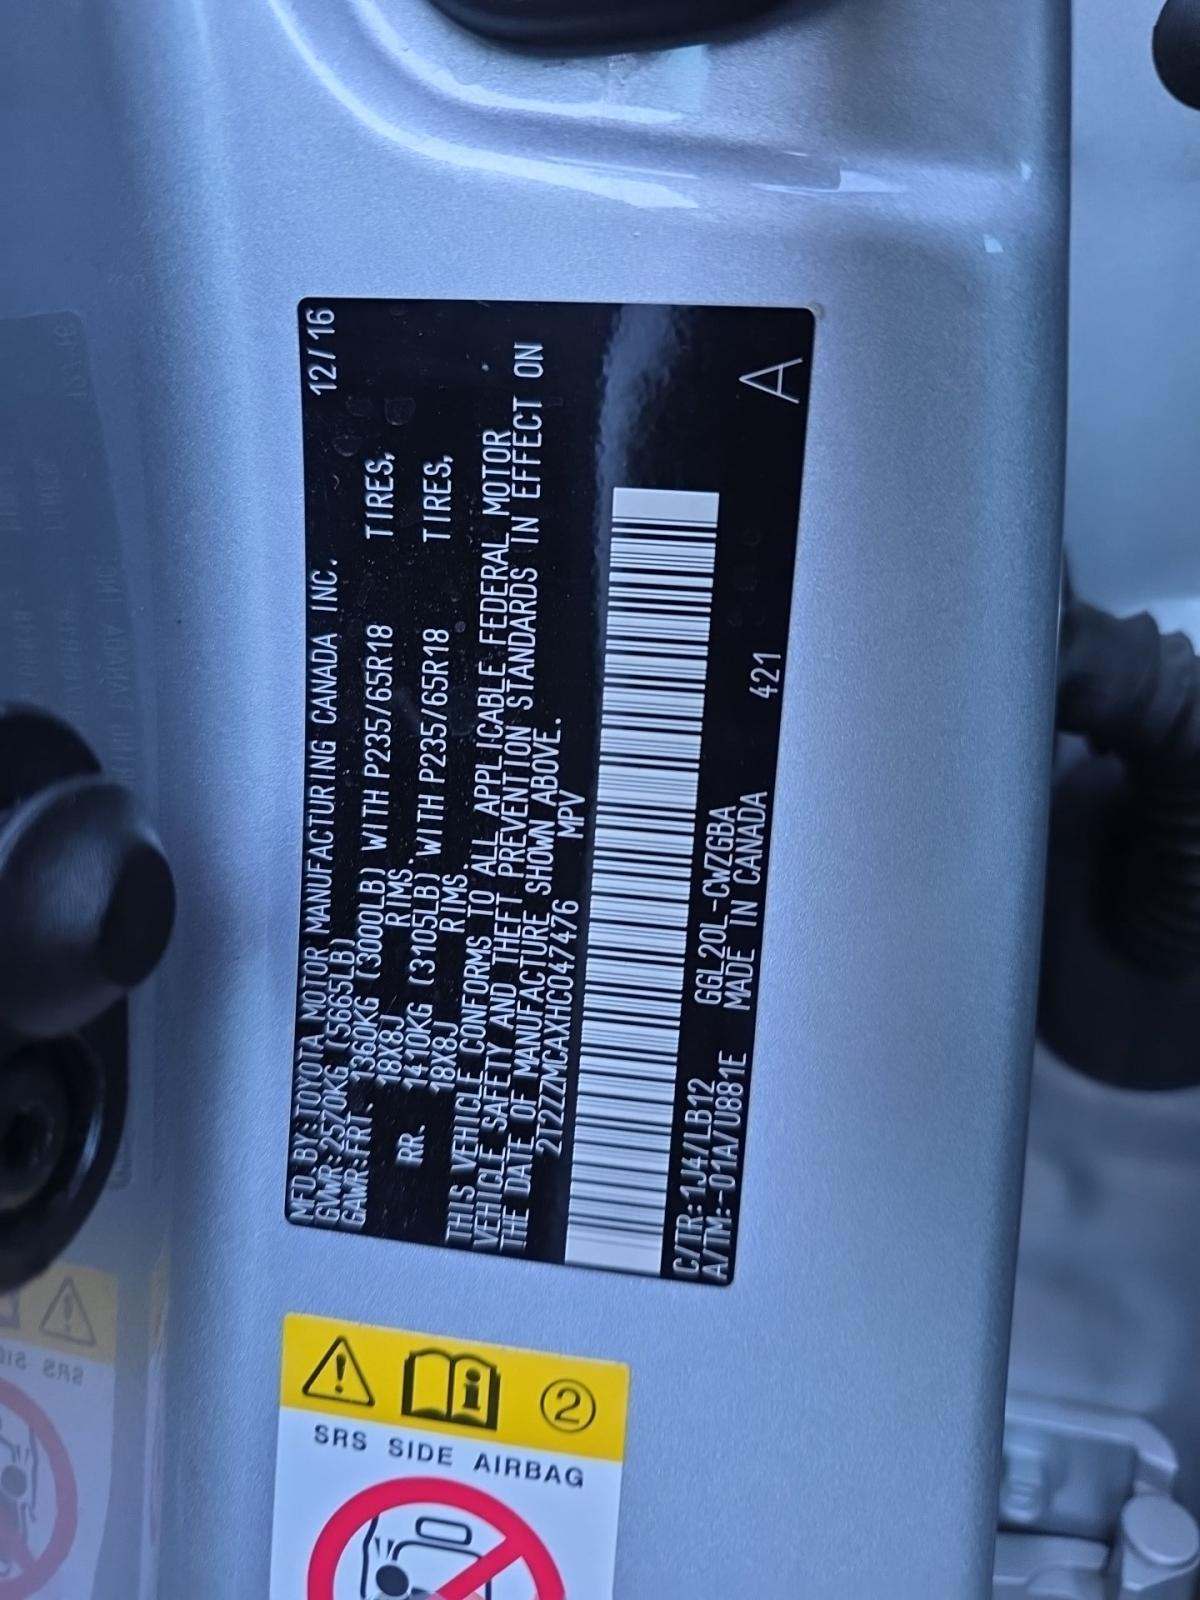 MFD. BY: TOYOTA MOTOR MANUFACTURING CANADA INC. 12/16
GVWR: 2570KG (5665LB)
GAWR: FRT. 1360KG (3000LB) WITH P235/65R18 TIRES,
18X8J RIMS.
RR. 1410KG (3105LB) WITH P235/65R18 TIRES,
18X8J RIMS.
THIS VEHICLE CONFORMS TO ALL APPLICABLE FEDERAL MOTOR
VEHICLE SAFETY AND THEFT PREVENTION STANDARDS IN EFFECT ON
THE DATE OF MANUFACTURE SHOWN ABOVE.
2T2ZZMCAXHC047476 MPV
C/TR: 1J4/LB12 GGL20L-CWZGBA
A/TM: -01A/U881E MADE IN CANADA 421 A
2
SRS SIDE AIRBAG